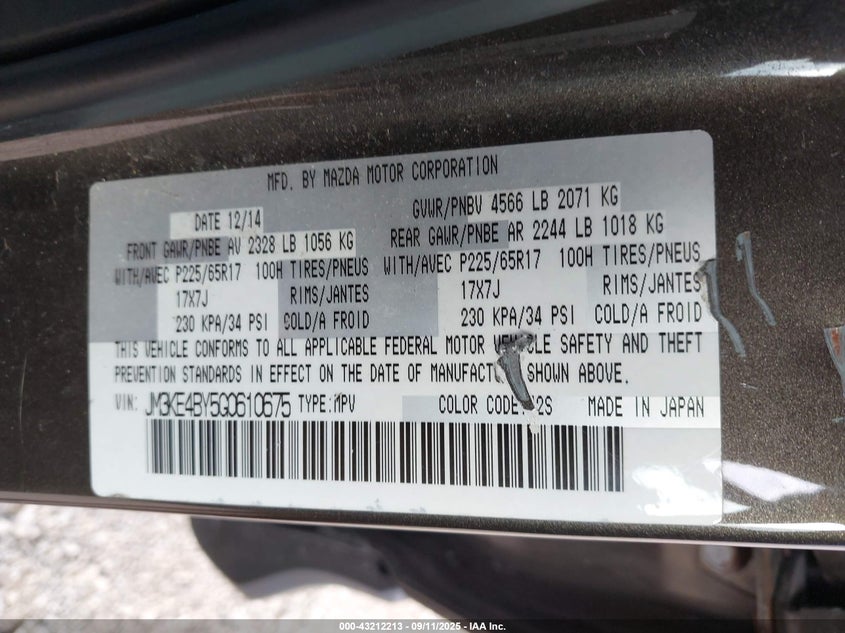 MFD. BY MAZDA MOTOR CORPORATION
DATE 12/14 GVWR/PNBV 4566 LB 2071 KG
FRONT GAWR/PNBE AV 2328 LB 1056 KG REAR GAWR/PNBE AR 2244 LB 1018 KG
WITH/AVEC P225/65R17 100H TIRES/PNEUS WITH/AVEC P225/65R17 100H TIRES/PNEUS
17X7J RIMS/JANTES 17X7J RIMS/JANTES
230 KPA/34 PSI COLD/A FROID 230 KPA/34 PSI COLD/A FROID
THIS VEHICLE CONFORMS TO ALL APPLICABLE FEDERAL MOTOR SAFETY AND THEFT
PREVENTION STANDARDS IN EFFECT ON THE DATE OF SHOWN ABOVE.
VIN: JM3KE4BY5G0610675 TYPE:MPV COLOR CODE: MADE IN JAPAN
000-43212213 - 09/11/2025 - IAA Inc.